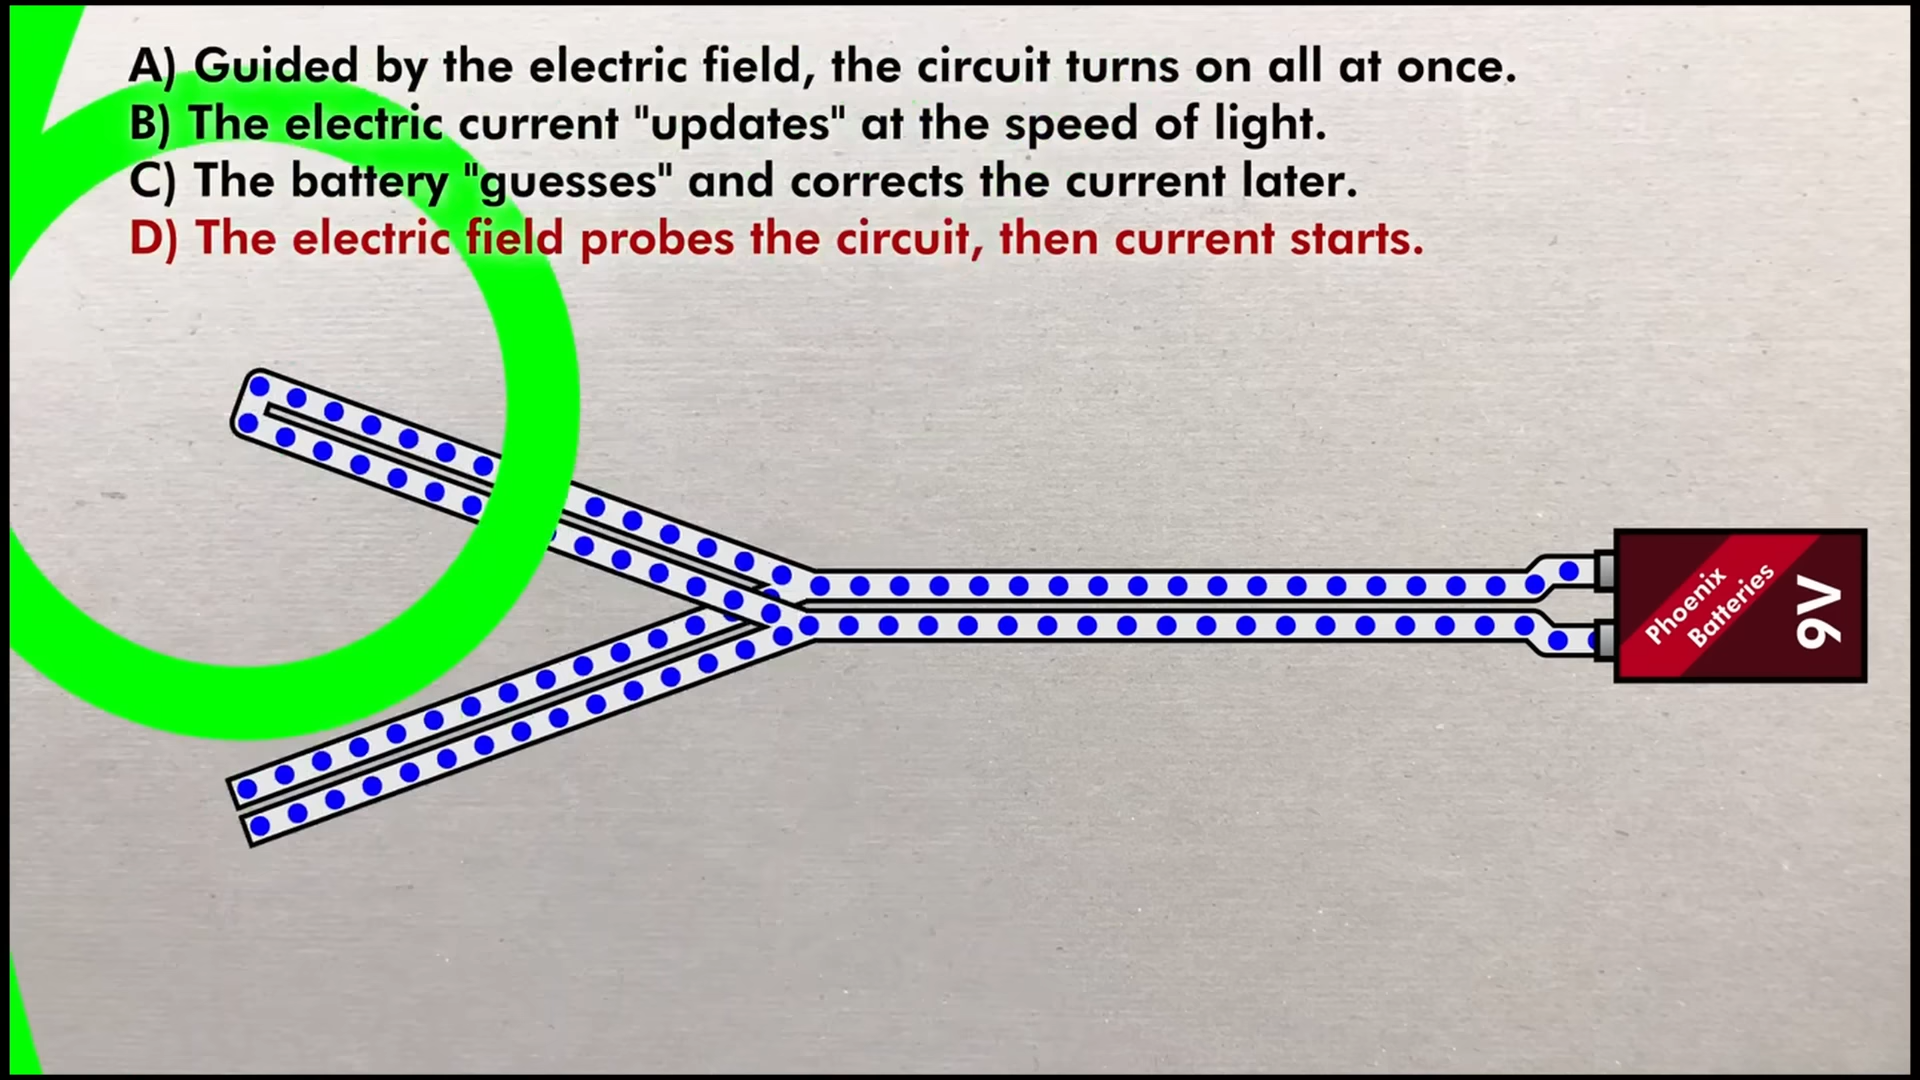 A) Guided by the electric field, the circuit turns on all at once.
B) The electric current "updates" at the speed of light.
C) The battery "guesses" and corrects the current later.
D) The electric field probes the circuit, then current starts.
Phoenix
Batteries
9V